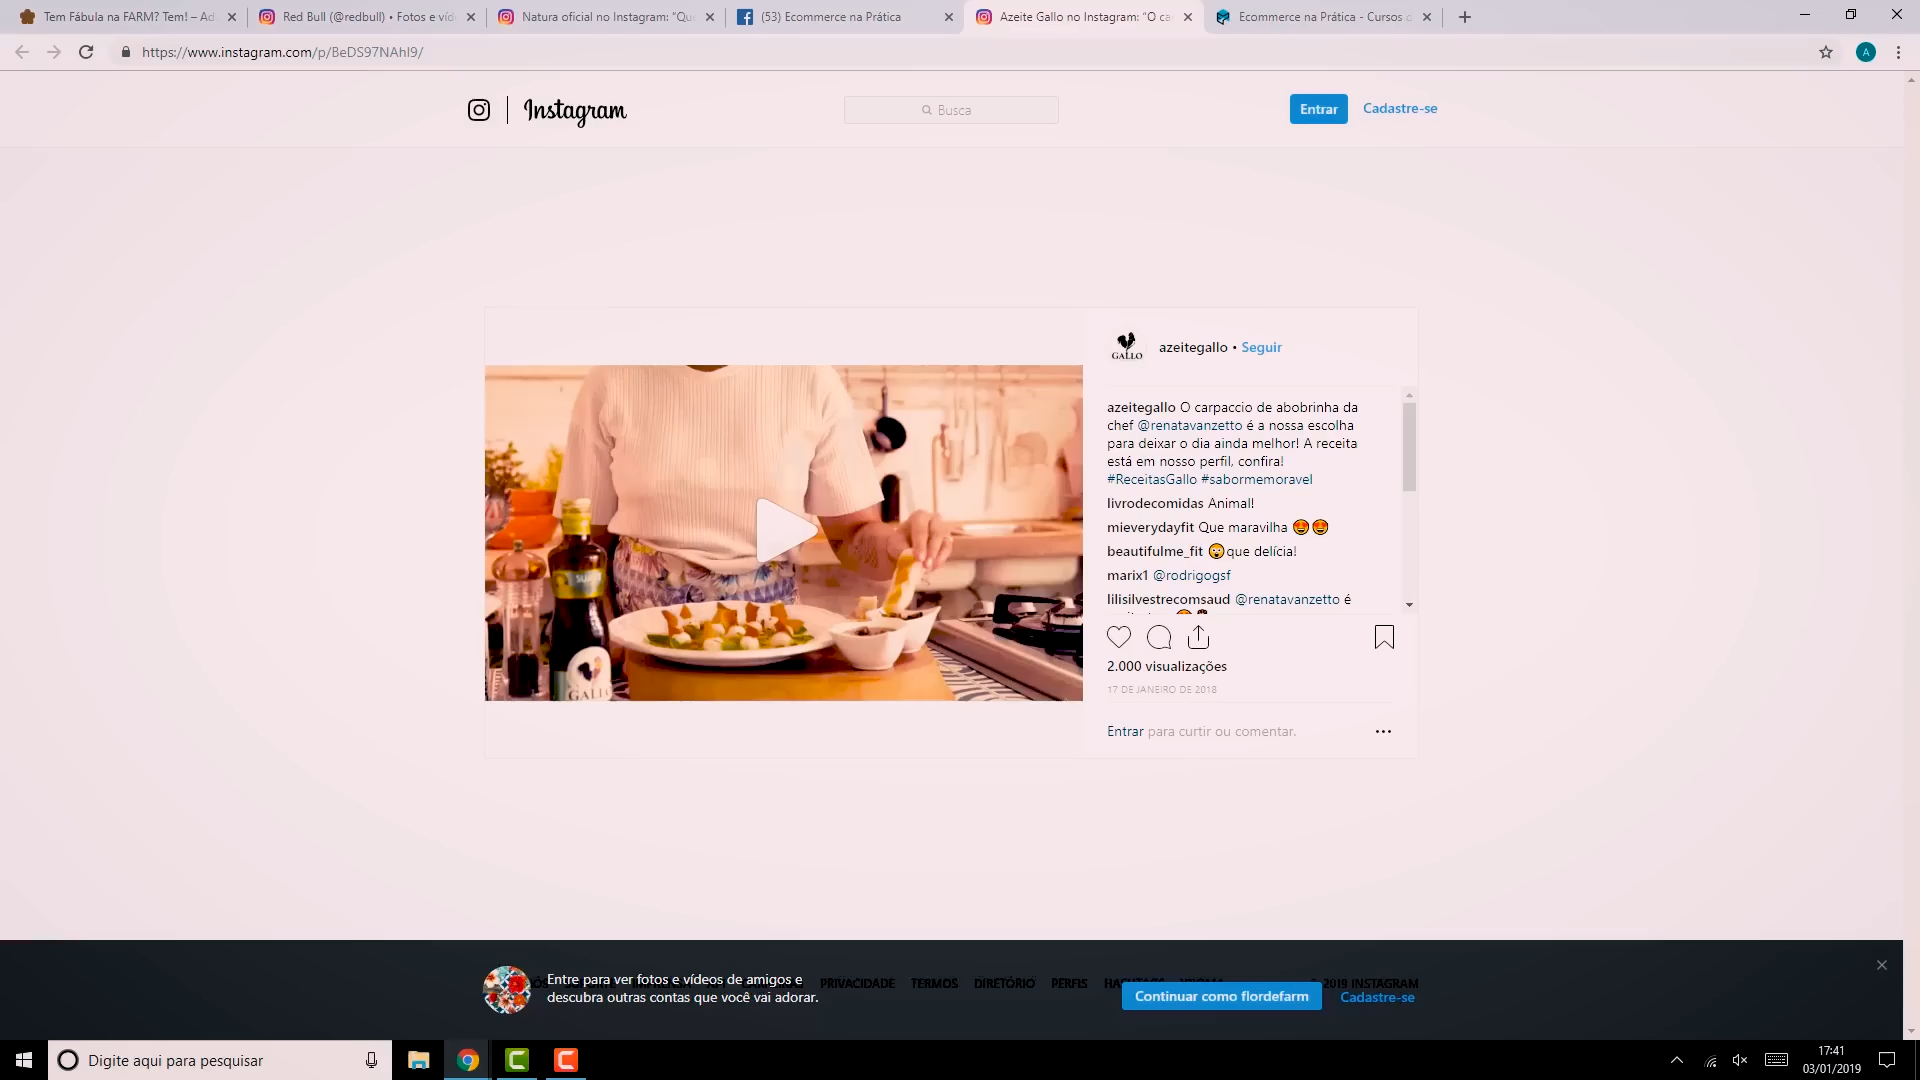 Tem Fábula na FARM? Tem! – Ad
Red Bull (@redbull) • Fotos e víd
Natura oficial no Instagram: “Qu
(53) Ecommerce na Prática
Azeite Gallo no Instagram: “O ca
Ecommerce na Prática - Cursos
https://www.instagram.com/p/BeDS97NAhI9/
A
Instagram
Busca
Entrar
Cadastre-se
GALLO
azeitegallo • Seguir
azeitegallo O carpaccio de abobrinha da
chef @renatavanzetto é a nossa escolha
para deixar o dia ainda melhor! A receita
está em nosso perfil, confira!
#ReceitasGallo #sabormemoravel
livrodecomidas Animal!
mieverydayfit Que maravilha 🤩🤩
beautifulme_fit 😲que delícia!
marix1 @rodrigogsf
lilisilvestrecomsaud @renatavanzetto é
GALLO
2.000 visualizações
17 DE JANEIRO DE 2018
Entrar para curtir ou comentar.
Entre para ver fotos e vídeos de amigos e
descubra outras contas que você vai adorar.
PRIVACIDADE TERMOS DIRETÓRIO PERFIS
2019 INSTAGRAM
Continuar como flordefarm
Cadastre-se
Digite aqui para pesquisar
17:41
03/01/2019